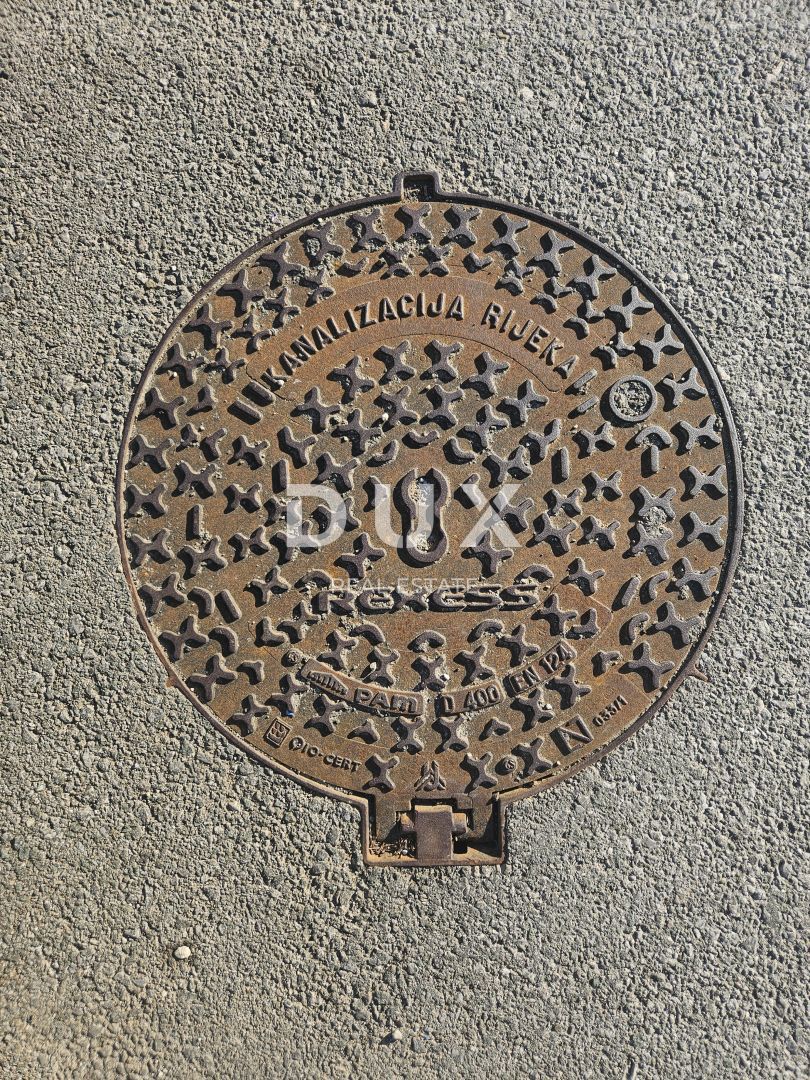 KANALIZACIJA RIJEKA
DUX
REAL ESTATE
Rexess
PAM D 400 EN 124
IO-CERT
N